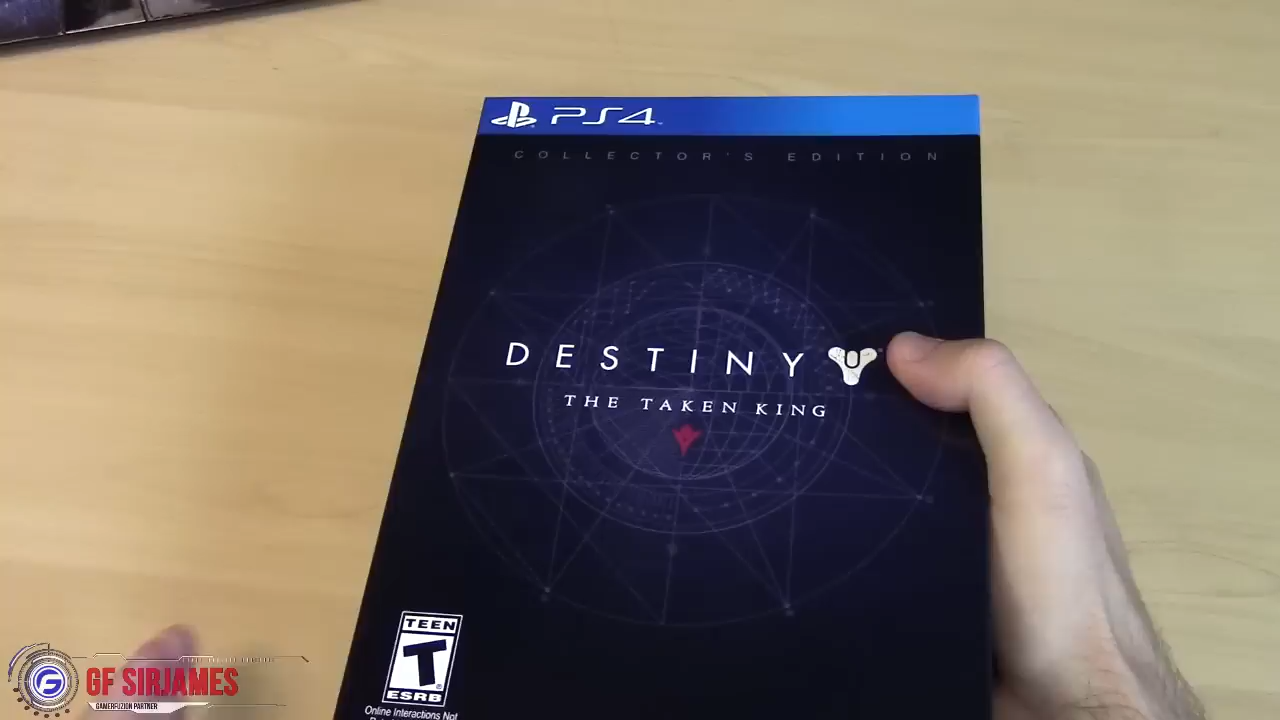 PS4
COLLECTOR'S EDITION
DESTINY
THE TAKEN KING
TEEN
T
ESRB
Online Interactions Not
GF SIRJAMES
GAMERFUZION PARTNER